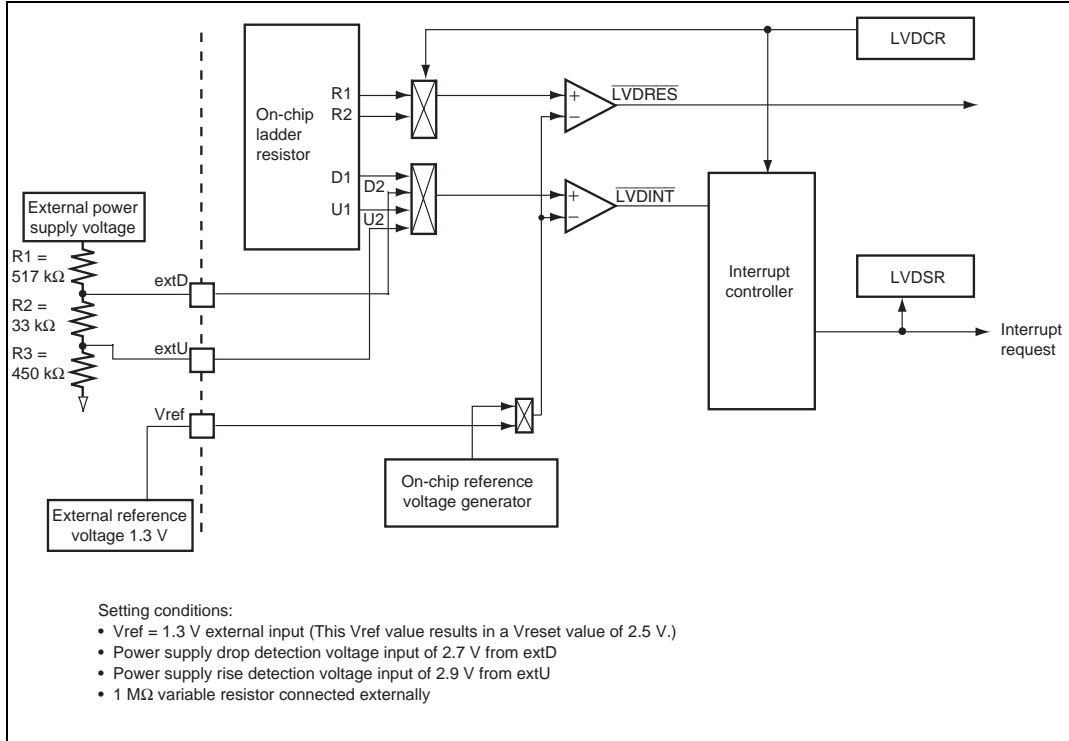 LVDCR
R1
R2
On-chip
ladder
resistor
LVDRES
+
−
D1
D2
U1
U2
LVDINT
+
−
External power
supply voltage
R1 =
517 kΩ
extD
R2 =
33 kΩ
extU
R3 =
450 kΩ
Interrupt
controller
LVDSR
Interrupt
request
Vref
On-chip reference
voltage generator
External reference
voltage 1.3 V
Setting conditions:
• Vref = 1.3 V external input (This Vref value results in a Vreset value of 2.5 V.)
• Power supply drop detection voltage input of 2.7 V from extD
• Power supply rise detection voltage input of 2.9 V from extU
• 1 MΩ variable resistor connected externally